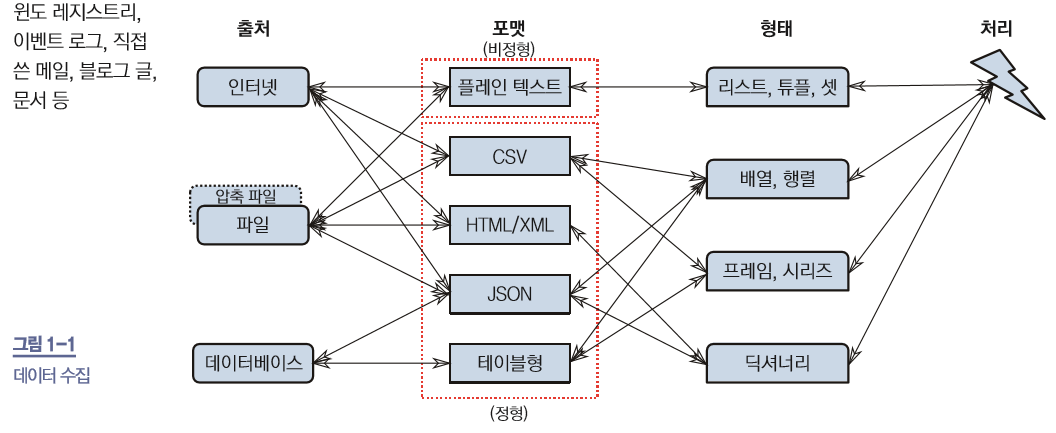 윈도 레지스트리,
이벤트 로그, 직접
쓴 메일, 블로그 글,
문서 등
출처
포맷
형태
처리
(비정형)
인터넷
플레인 텍스트
리스트, 튜플, 셋
CSV
배열, 행렬
압축 파일
파일
HTML/XML
프레임, 시리즈
JSON
그림 1-1
데이터 수집
데이터베이스
테이블형
딕셔너리
(정형)